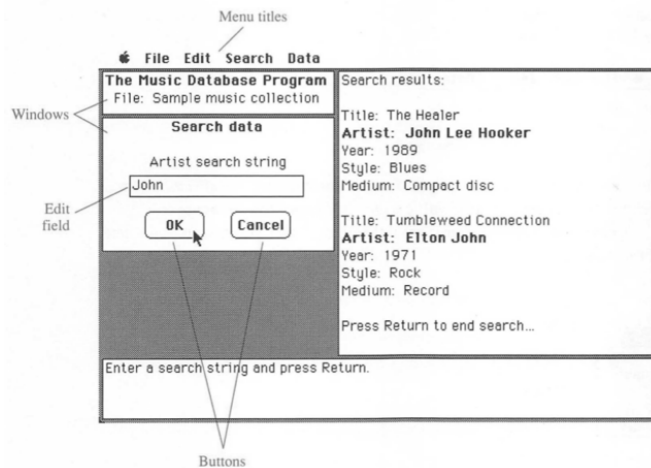 Menu titles
File Edit Search Data
The Music Database Program
File: Sample music collection
Windows
Search data
Artist search string
John
Edit
field
OK
Cancel
Search results:
Title: The Healer
Artist: John Lee Hooker
Year: 1989
Style: Blues
Medium: Compact disc
Title: Tumbleweed Connection
Artist: Elton John
Year: 1971
Style: Rock
Medium: Record
Press Return to end search...
Enter a search string and press Return.
Buttons